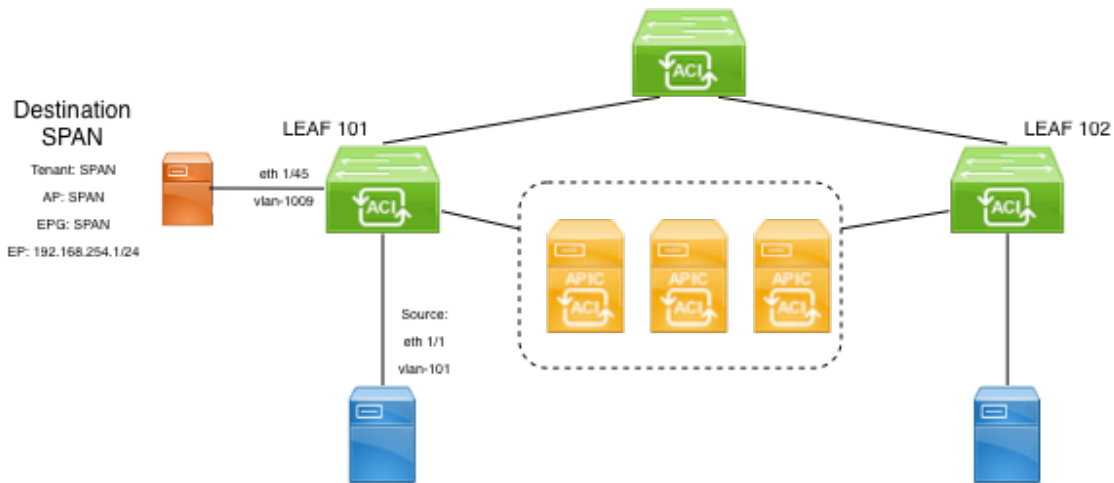 ACI
Destination
SPAN
Tenant: SPAN
AP: SPAN
EPG: SPAN
EP: 192.168.254.1/24
LEAF 101
LEAF 102
eth 1/45
vlan-1009
ACI
ACI
APIC
ACI
APIC
ACI
APIC
ACI
Source:
eth 1/1
vlan-101